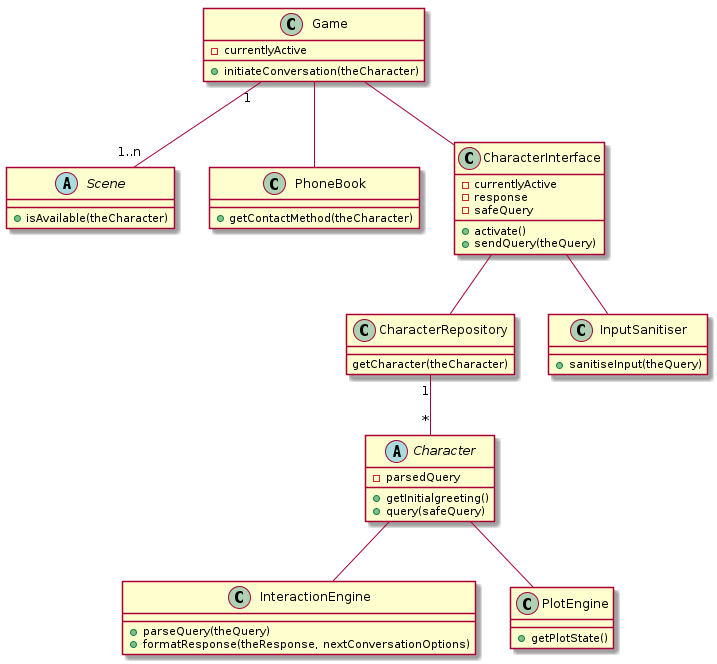 C Game
currentlyActive
initiateConversation(theCharacter)
1
1..n
A Scene
isAvailable(theCharacter)
C PhoneBook
getContactMethod(theCharacter)
C CharacterInterface
currentlyActive
response
safeQuery
activate()
sendQuery(theQuery)
C CharacterRepository
getCharacter(theCharacter)
C InputSanitiser
sanitiseInput(theQuery)
1
*
A Character
parsedQuery
getInitialgreeting()
query(safeQuery)
C InteractionEngine
parseQuery(theQuery)
formatResponse(theResponse, nextConversationOptions)
C PlotEngine
getPlotState()